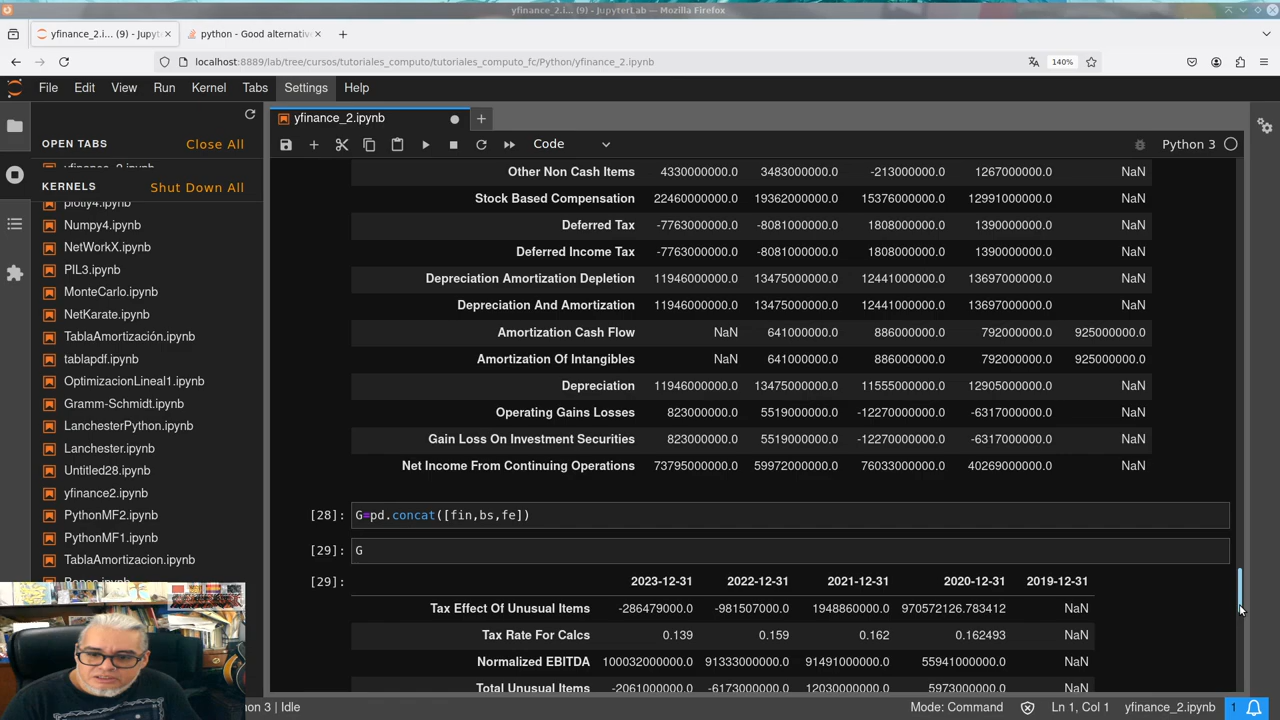 yfinance_2.i... (9) - JupyterLab — Mozilla Firefox
yfinance_2.i... (9) - Jupyt
python - Good alternativ
localhost:8889/lab/tree/cursos/tutoriales_computo/tutoriales_computo_fc/Python/yfinance_2.ipynb
140%
File Edit View Run Kernel Tabs Settings Help
yfinance_2.ipynb
OPEN TABS Close All
Code
Python 3
KERNELS Shut Down All
plotly4.ipynb
Numpy4.ipynb
NetWorkX.ipynb
PIL3.ipynb
MonteCarlo.ipynb
NetKarate.ipynb
TablaAmortización.ipynb
tablapdf.ipynb
OptimizacionLineal1.ipynb
Gramm-Schmidt.ipynb
LanchesterPython.ipynb
Lanchester.ipynb
Untitled28.ipynb
yfinance2.ipynb
PythonMF2.ipynb
PythonMF1.ipynb
TablaAmortizacion.ipynb
Other Non Cash Items 4330000000.0 3483000000.0 -213000000.0 1267000000.0 NaN
Stock Based Compensation 22460000000.0 19362000000.0 15376000000.0 12991000000.0 NaN
Deferred Tax -7763000000.0 -8081000000.0 1808000000.0 1390000000.0 NaN
Deferred Income Tax -7763000000.0 -8081000000.0 1808000000.0 1390000000.0 NaN
Depreciation Amortization Depletion 11946000000.0 13475000000.0 12441000000.0 13697000000.0 NaN
Depreciation And Amortization 11946000000.0 13475000000.0 12441000000.0 13697000000.0 NaN
Amortization Cash Flow NaN 641000000.0 886000000.0 792000000.0 925000000.0
Amortization Of Intangibles NaN 641000000.0 886000000.0 792000000.0 925000000.0
Depreciation 11946000000.0 13475000000.0 11555000000.0 12905000000.0 NaN
Operating Gains Losses 823000000.0 5519000000.0 -12270000000.0 -6317000000.0 NaN
Gain Loss On Investment Securities 823000000.0 5519000000.0 -12270000000.0 -6317000000.0 NaN
Net Income From Continuing Operations 73795000000.0 59972000000.0 76033000000.0 40269000000.0 NaN
[28]: G=pd.concat([fin,bs,fe])
[29]: G
[29]: 2023-12-31 2022-12-31 2021-12-31 2020-12-31 2019-12-31
Tax Effect Of Unusual Items -286479000.0 -981507000.0 1948860000.0 970572126.783412 NaN
Tax Rate For Calcs 0.139 0.159 0.162 0.162493 NaN
Normalized EBITDA 100032000000.0 91333000000.0 91491000000.0 55941000000.0 NaN
Total Unusual Items -2061000000.0 -6173000000.0 12030000000.0 5973000000.0 NaN
on 3 | Idle
Mode: Command
Ln 1, Col 1 yfinance_2.ipynb 1